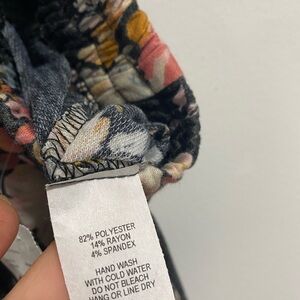 82% POLYESTER
14% RAYON
4% SPANDEX
HAND WASH
WITH COLD WATER
DO NOT BLEACH
HANG OR LINE DRY